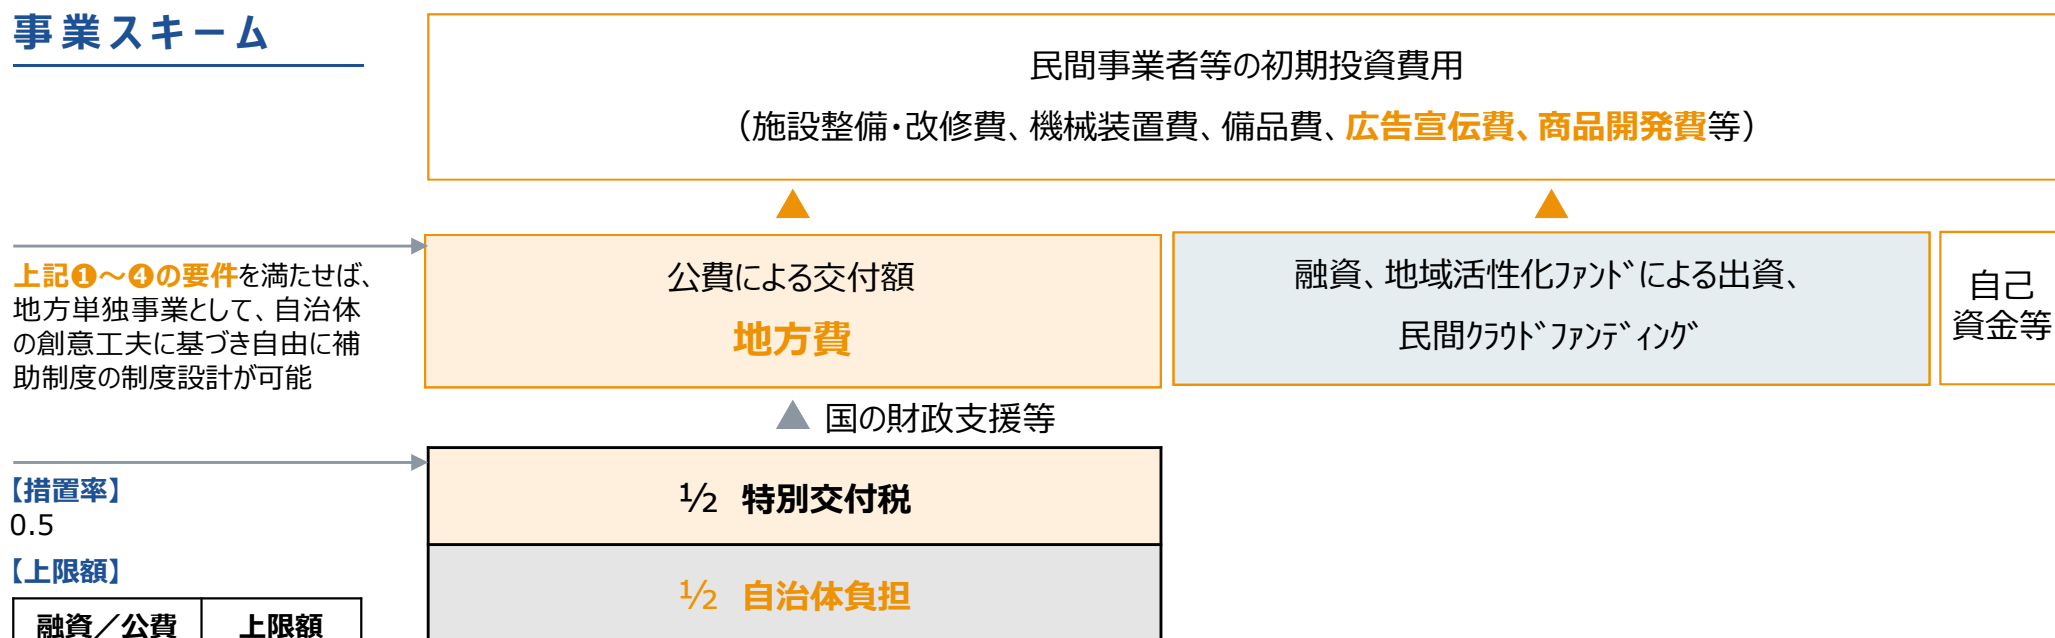 事業スキーム
民間事業者等の初期投資費用
（施設整備・改修費、機械装置費、備品費、広告宣伝費、商品開発費等）
上記❶～❹の要件を満たせば、
地方単独事業として、自治体
の創意工夫に基づき自由に補
助制度の制度設計が可能
公費による交付額
地方費
融資、地域活性化ﾌｧﾝﾄﾞによる出資、
民間ｸﾗｳﾄﾞﾌｧﾝﾃﾞｨﾝｸﾞ
自己
資金等
国の財政支援等
【措置率】
0.5
【上限額】
融資／公費 上限額
½ 特別交付税
½ 自治体負担